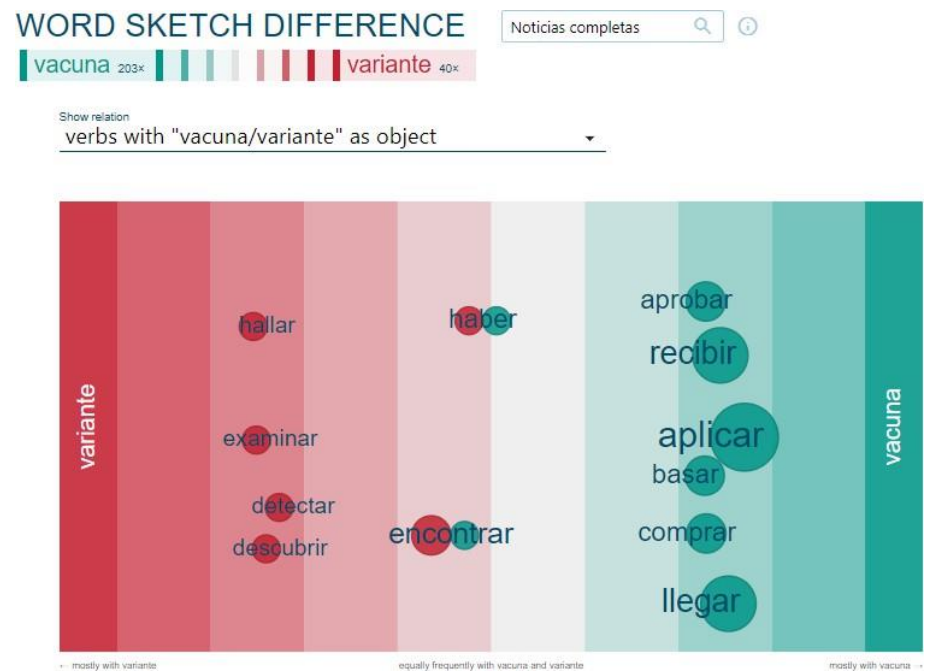 WORD SKETCH DIFFERENCE
Noticias completas
vacuna 203×
variante 40×
Show relation
verbs with "vacuna/variante" as object
variante
hallar
examinar
detectar
descubrir
haber
encontrar
aprobar
recibir
aplicar
basar
comprar
llegar
vacuna
← mostly with variante
equally frequently with vacuna and variante
mostly with vacuna →